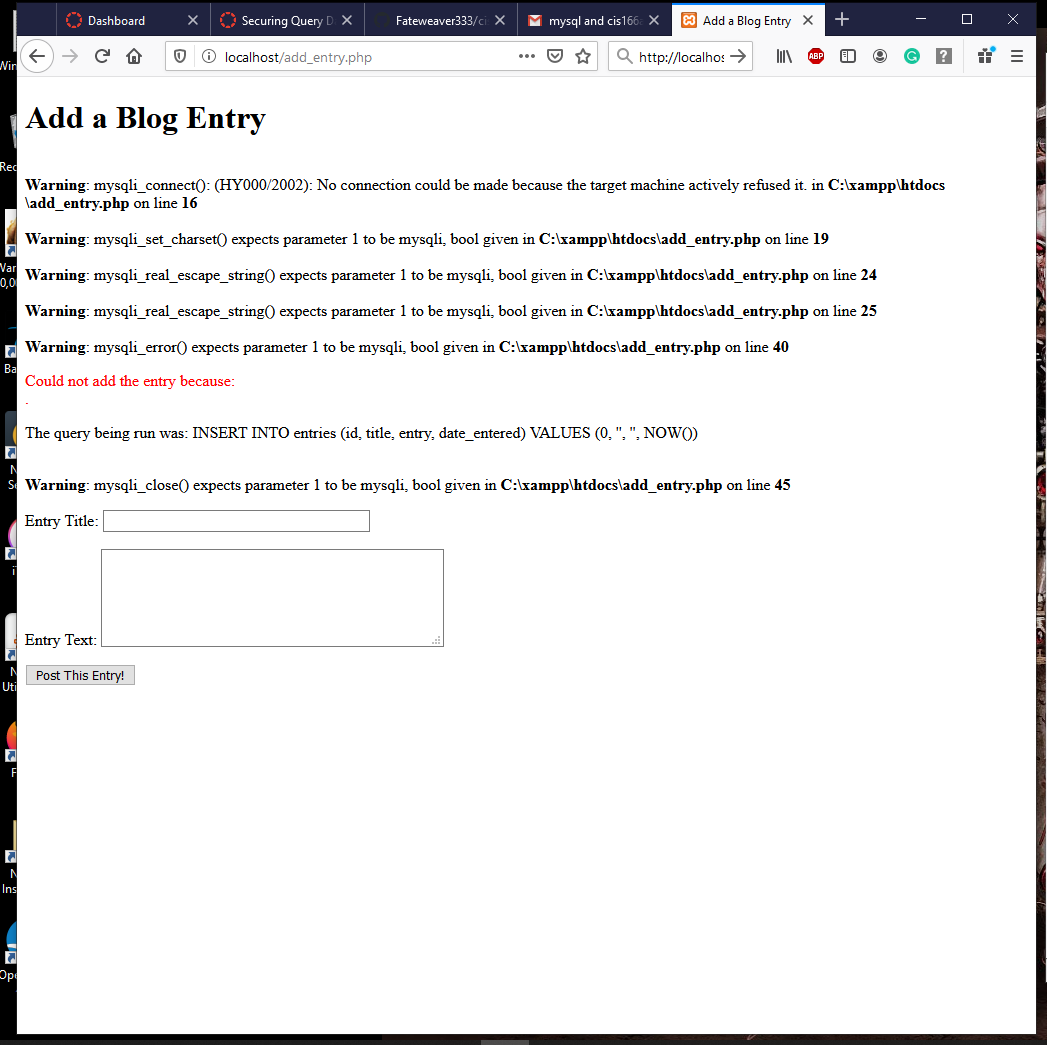 Dashboard
Securing Query D
Fateweaver333/ci
mysql and cis166a
Add a Blog Entry
localhost/add_entry.php
http://localhos
ABP
Add a Blog Entry
Warning: mysqli_connect(): (HY000/2002): No connection could be made because the target machine actively refused it. in C:\xampp\htdocs
\add_entry.php on line 16
Warning: mysqli_set_charset() expects parameter 1 to be mysqli, bool given in C:\xampp\htdocs\add_entry.php on line 19
Warning: mysqli_real_escape_string() expects parameter 1 to be mysqli, bool given in C:\xampp\htdocs\add_entry.php on line 24
Warning: mysqli_real_escape_string() expects parameter 1 to be mysqli, bool given in C:\xampp\htdocs\add_entry.php on line 25
Warning: mysqli_error() expects parameter 1 to be mysqli, bool given in C:\xampp\htdocs\add_entry.php on line 40
Could not add the entry because:
.
The query being run was: INSERT INTO entries (id, title, entry, date_entered) VALUES (0, '', '', NOW())
Warning: mysqli_close() expects parameter 1 to be mysqli, bool given in C:\xampp\htdocs\add_entry.php on line 45
Entry Title:
Entry Text:
Post This Entry!